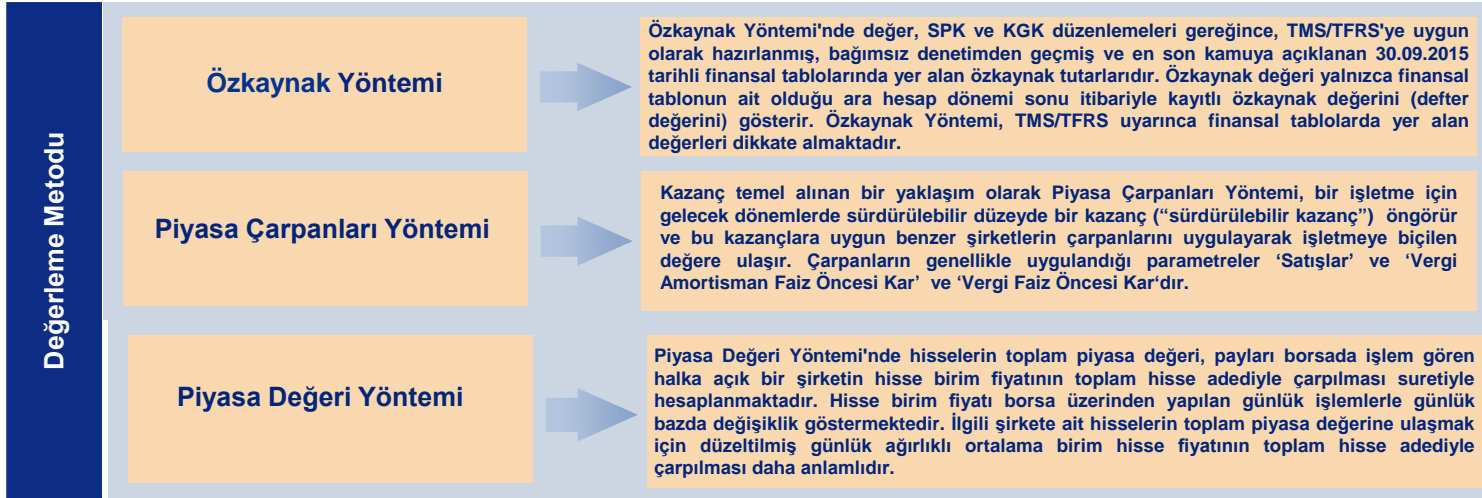 Değerleme Metodu
Özkaynak Yöntemi
Özkaynak Yöntemi'nde değer, SPK ve KGK düzenlemeleri gereğince, TMS/TFRS'ye uygun
olarak hazırlanmış, bağımsız denetimden geçmiş ve en son kamuya açıklanan 30.09.2015
tarihli finansal tablolarında yer alan özkaynak tutarlarıdır. Özkaynak değeri yalnızca finansal
tablonun ait olduğu ara hesap dönemi sonu itibariyle kayıtlı özkaynak değerini (defter
değerini) gösterir. Özkaynak Yöntemi, TMS/TFRS uyarınca finansal tablolarda yer alan
değerleri dikkate almaktadır.
Piyasa Çarpanları Yöntemi
Kazanç temel alınan bir yaklaşım olarak Piyasa Çarpanları Yöntemi, bir işletme için
gelecek dönemlerde sürdürülebilir düzeyde bir kazanç (“sürdürülebilir kazanç”) öngörür
ve bu kazançlara uygun benzer şirketlerin çarpanlarını uygulayarak işletmeye biçilen
değere ulaşır. Çarpanların genellikle uygulandığı parametreler ‘Satışlar’ ve ‘Vergi
Amortisman Faiz Öncesi Kar’ ve ‘Vergi Faiz Öncesi Kar‘dır.
Piyasa Değeri Yöntemi
Piyasa Değeri Yöntemi'nde hisselerin toplam piyasa değeri, payları borsada işlem gören
halka açık bir şirketin hisse birim fiyatının toplam hisse adediyle çarpılması suretiyle
hesaplanmaktadır. Hisse birim fiyatı borsa üzerinden yapılan günlük işlemlerle günlük
bazda değişiklik göstermektedir. İlgili şirkete ait hisselerin toplam piyasa değerine ulaşmak
için düzeltilmiş günlük ağırlıklı ortalama birim hisse fiyatının toplam hisse adediyle
çarpılması daha anlamlıdır.